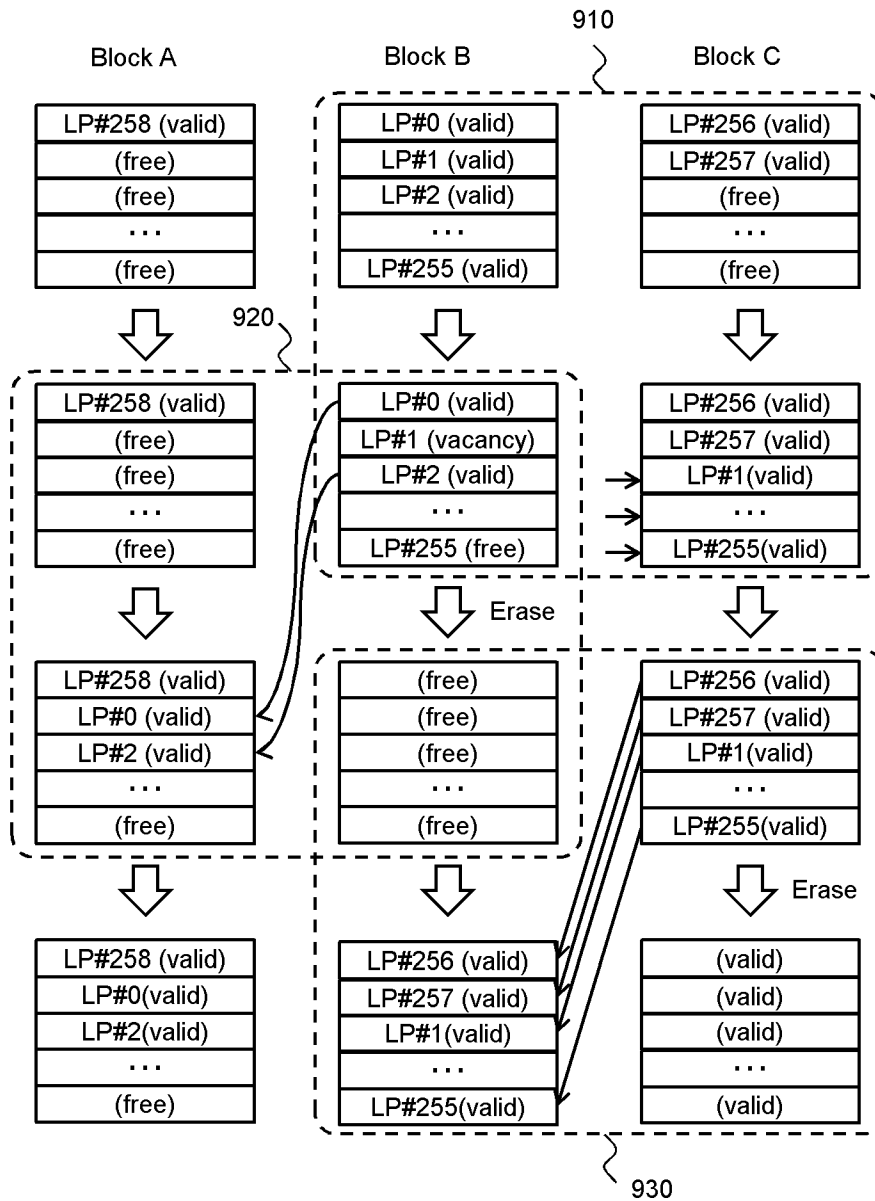 910
Block A
Block B
Block C
LP#258 (valid)
(free)
(free)
...
(free)
LP#0 (valid)
LP#1 (valid)
LP#2 (valid)
...
LP#255 (valid)
LP#256 (valid)
LP#257 (valid)
(free)
...
(free)
920
LP#258 (valid)
(free)
(free)
...
(free)
LP#0 (valid)
LP#1 (vacancy)
LP#2 (valid)
...
LP#255 (free)
LP#256 (valid)
LP#257 (valid)
LP#1(valid)
...
LP#255(valid)
Erase
LP#258 (valid)
LP#0 (valid)
LP#2 (valid)
...
(free)
(free)
(free)
(free)
...
(free)
LP#256 (valid)
LP#257 (valid)
LP#1(valid)
...
LP#255(valid)
Erase
LP#258 (valid)
LP#0(valid)
LP#2(valid)
...
(free)
LP#256 (valid)
LP#257 (valid)
LP#1(valid)
...
LP#255(valid)
(valid)
(valid)
(valid)
...
(valid)
930